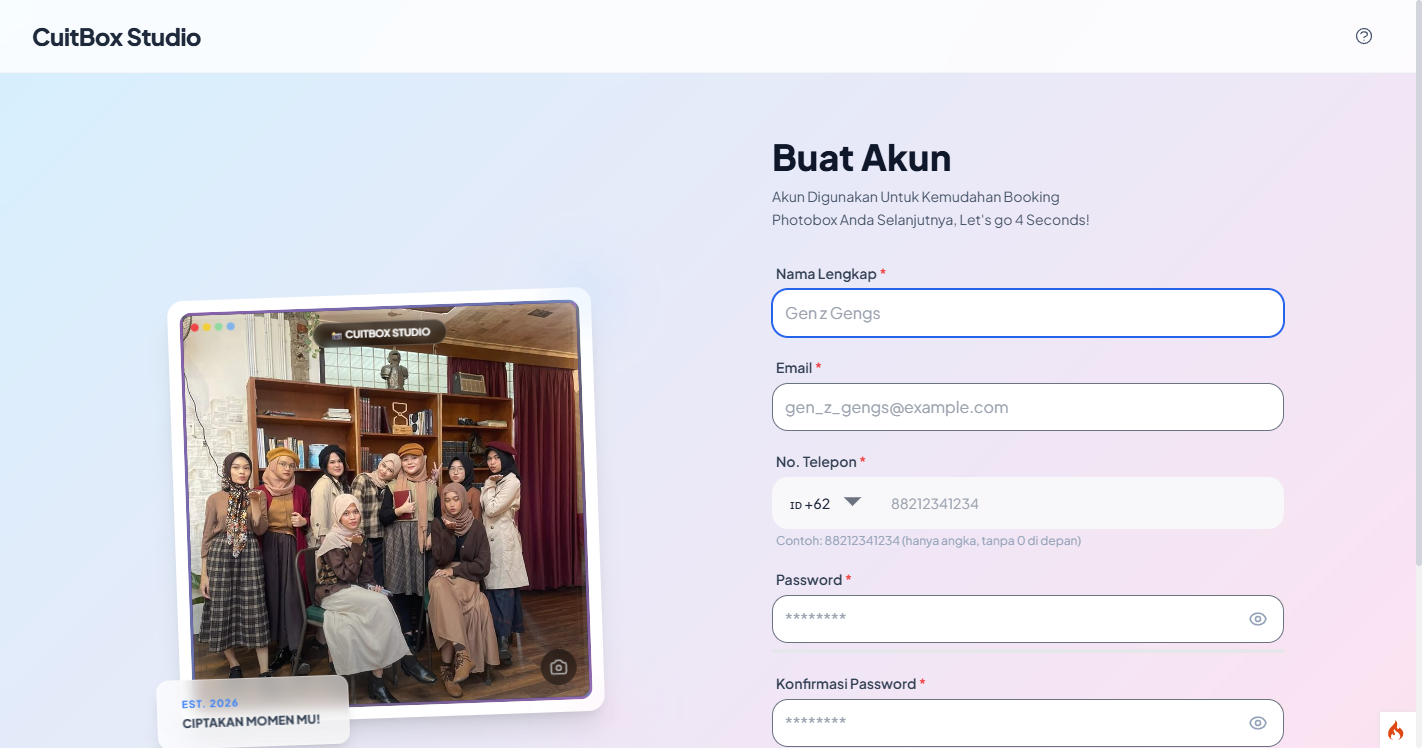 CuitBox Studio
Buat Akun
Akun Digunakan Untuk Kemudahan Booking
Photobox Anda Selanjutnya, Let's go 4 Seconds!
Nama Lengkap *
Gen z Gengs
Email *
gen_z_gengs@example.com
No. Telepon *
ID +62 88212341234
Contoh: 88212341234 (hanya angka, tanpa 0 di depan)
Password *
********
Konfirmasi Password *
********
CUITBOX STUDIO
EST. 2026
CIPTAKAN MOMEN MU!